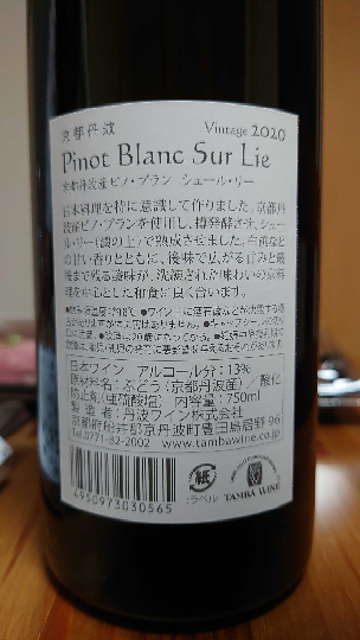 京都丹波 Vintage 2020
Pinot Blanc Sur Lie
京都丹波産ピノ・ブラン シュール・リー
日本料理を特に意識して作りました。京都丹
波産ピノ・ブランを使用し、樽発酵させ、シュー
ル・リー(澱の上)で熟成させました。白桃など
の甘い香りとともに、後味で広がる旨みと最
後まで残る酸味が、洗練された味わいの京料
理を中心とした和食に良く合います。
日本ワイン アルコール分：13%
原材料名：ぶどう(京都丹波産)／酸化
防止剤(亜硫酸塩) 内容量：750ml
製造者：丹波ワイン株式会社
京都府船井郡京丹波町豊田鳥居野96
Tel.0771-82-2002 www.tambawine.co.jp
4950973030565
紙
:ラベル
TAMBA WINE